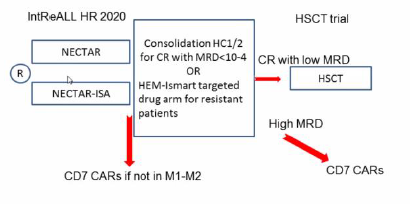 IntReALL HR 2020
HSCT trial
NECTAR
R
NECTAR-ISA
Consolidation HC1/2
for CR with MRD<10-4
OR
HEM-Ismart targeted
drug arm for resistant
patients
CR with low MRD
HSCT
High MRD
CD7 CARs if not in M1-M2
CD7 CARs